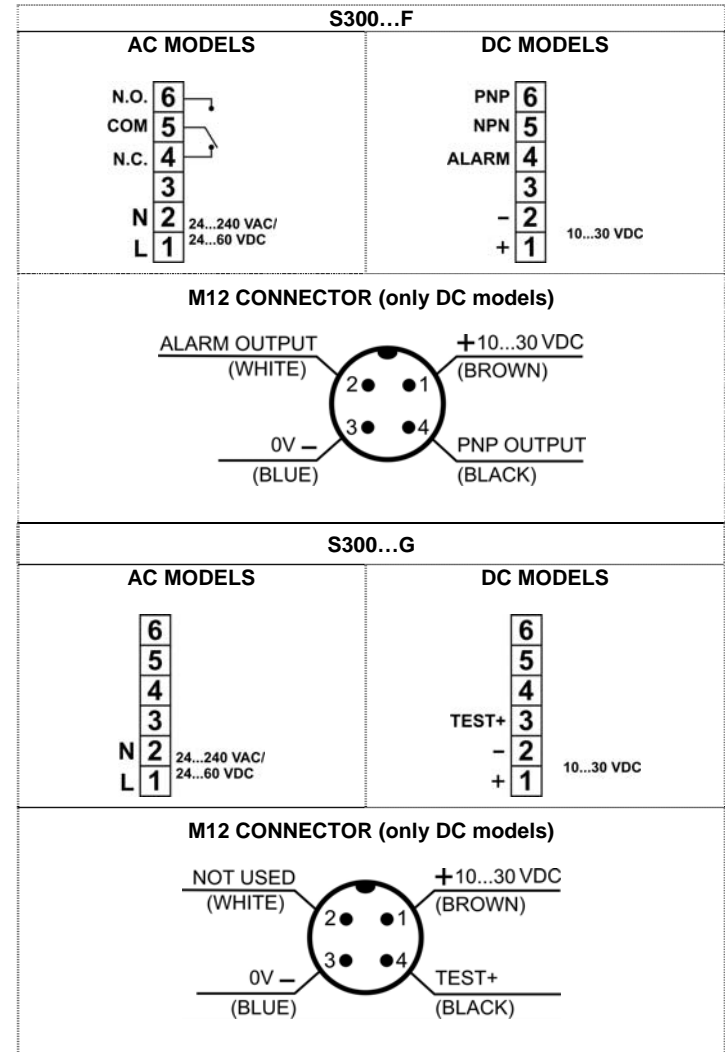 S300…F
AC MODELS
DC MODELS
N.O. 6
COM 5
N.C. 4
3
N 2 24...240 VAC/
L 1 24...60 VDC
PNP 6
NPN 5
ALARM 4
3
– 2
+ 1 10...30 VDC
M12 CONNECTOR (only DC models)
ALARM OUTPUT
(WHITE)
+10...30 VDC
(BROWN)
2 1
3 4
0V –
(BLUE)
PNP OUTPUT
(BLACK)
S300…G
AC MODELS
DC MODELS
6
5
4
3
N 2 24...240 VAC/
L 1 24...60 VDC
6
5
4
TEST+ 3
– 2
+ 1 10...30 VDC
M12 CONNECTOR (only DC models)
NOT USED
(WHITE)
+10...30 VDC
(BROWN)
2 1
3 4
0V –
(BLUE)
TEST+
(BLACK)